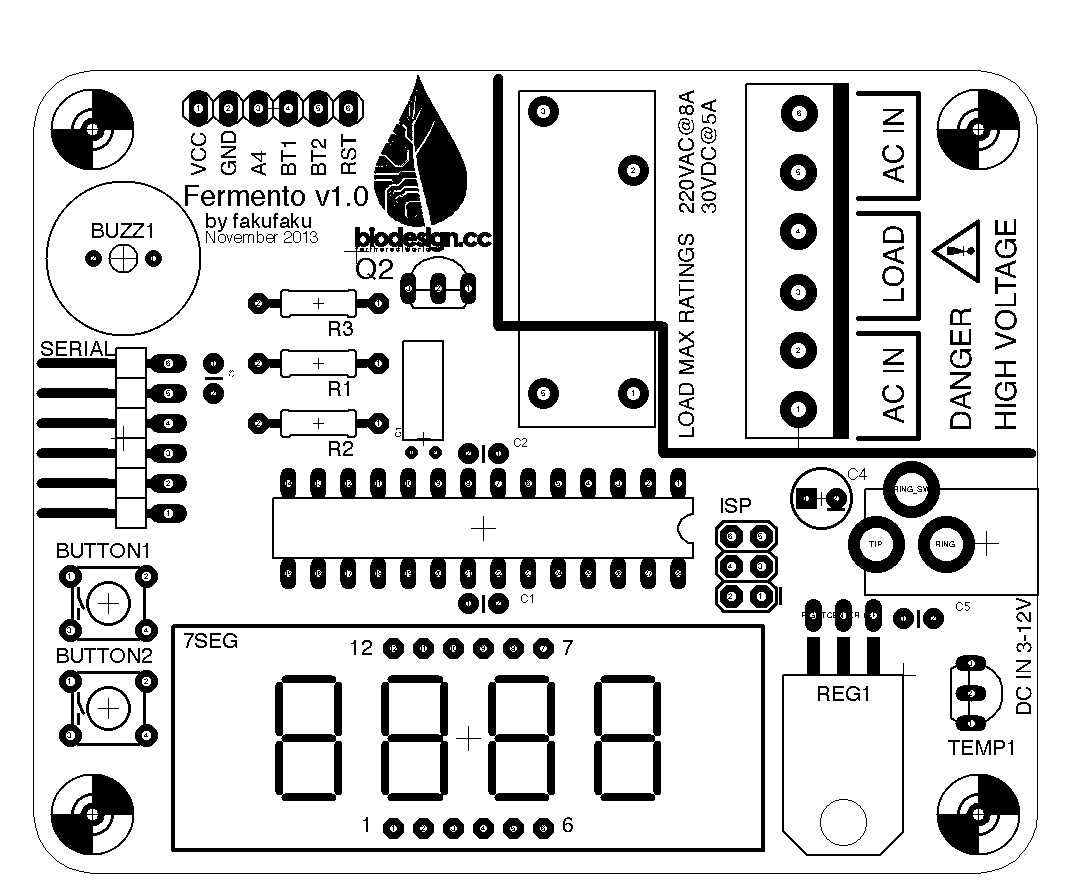 VCC
GND
A4
BT1
BT2
RST
Fermento v1.0
by fakufaku
November 2013
biodesign.cc
Q2
BUZZ1
R3
R1
R2
SERIAL
C2
C1
LOAD MAX RATINGS 220VAC@8A
30VDC@5A
AC IN
LOAD
AC IN
DANGER
HIGH VOLTAGE
C4
RING_SW
TIP
RING
ISP
C5
DC IN 3-12V
REG1
TEMP1
BUTTON1
BUTTON2
7SEG
12
7
1
6